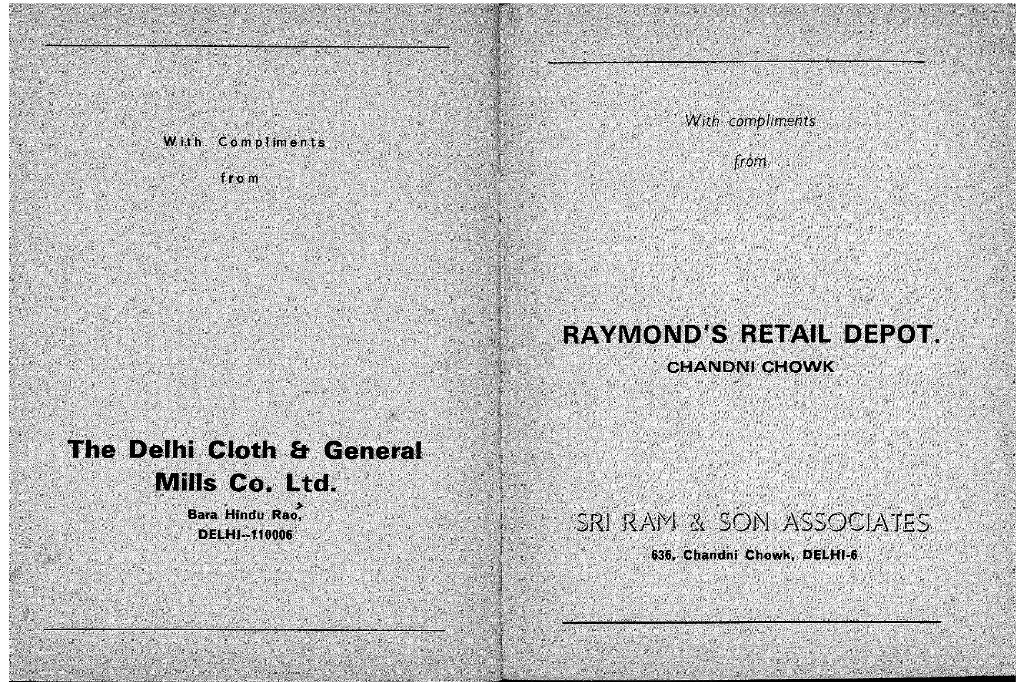 With Compliments
from
The Delhi Cloth & General
Mills Co. Ltd.
Bara Hindu Rao,
DELHI--110006
With compliments
from
RAYMOND'S RETAIL DEPOT.
CHANDNI CHOWK
SRI RAM & SON ASSOCIATES
636, Chandni Chowk, DELHI-6